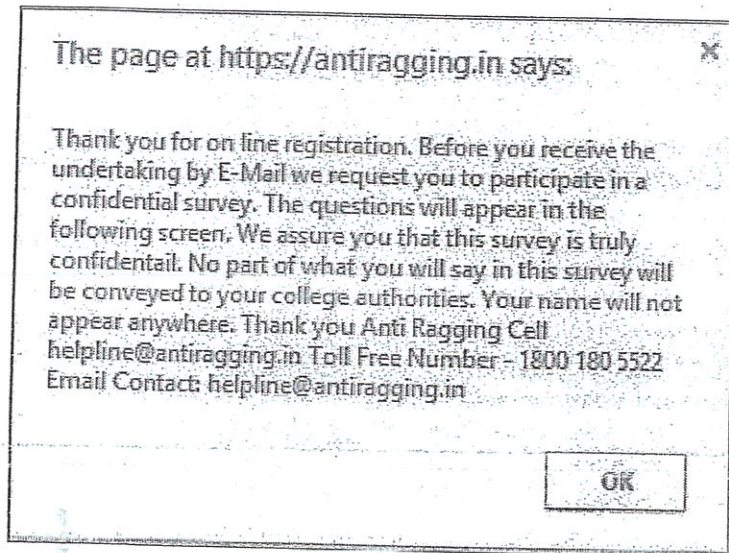 The page at https://antiragging.in says:
×
Thank you for on line registration. Before you receive the
undertaking by E-Mail we request you to participate in a
confidential survey. The questions will appear in the
following screen. We assure you that this survey is truly
confidentail. No part of what you will say in this survey will
be conveyed to your college authorities. Your name will not
appear anywhere. Thank you Anti Ragging Cell
helpline@antiragging.in Toll Free Number - 1800 180 5522
Email Contact: helpline@antiragging.in
OK